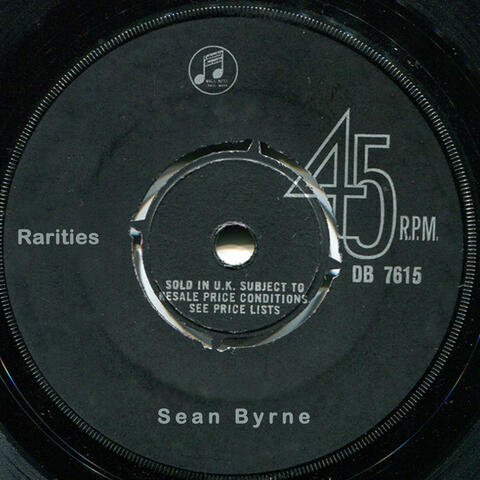 45
R.P.M.
DB 7615
Rarities
SOLD IN U.K. SUBJECT TO
RESALE PRICE CONDITIONS
SEE PRICE LISTS
Sean Byrne